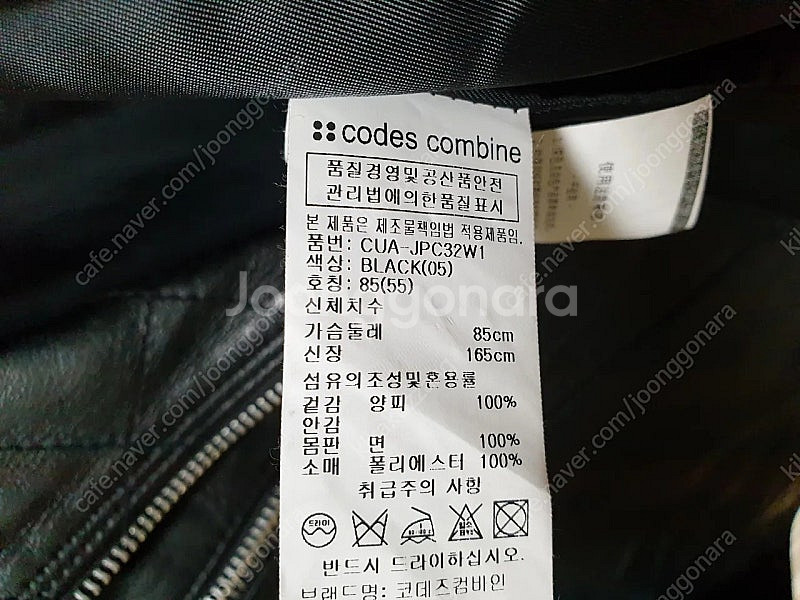 codes combine
품질경영및공산품안전
관리법에의한품질표시
본 제품은 제조물책임법 적용제품임.
품번: CUA-JPC32W1
색상: BLACK(05)
호칭: 85(55)
신체치수
가슴둘레 85cm
신장 165cm
섬유의조성및혼용률
겉감 양피 100%
안감
몸판 면 100%
소매 폴리에스터 100%
취급주의 사항
드라이
염소
반드시 드라이하십시오.
브랜드명: 코데즈컴바인
使用注意
Joonggonara
cafe.naver.com/joonggonara